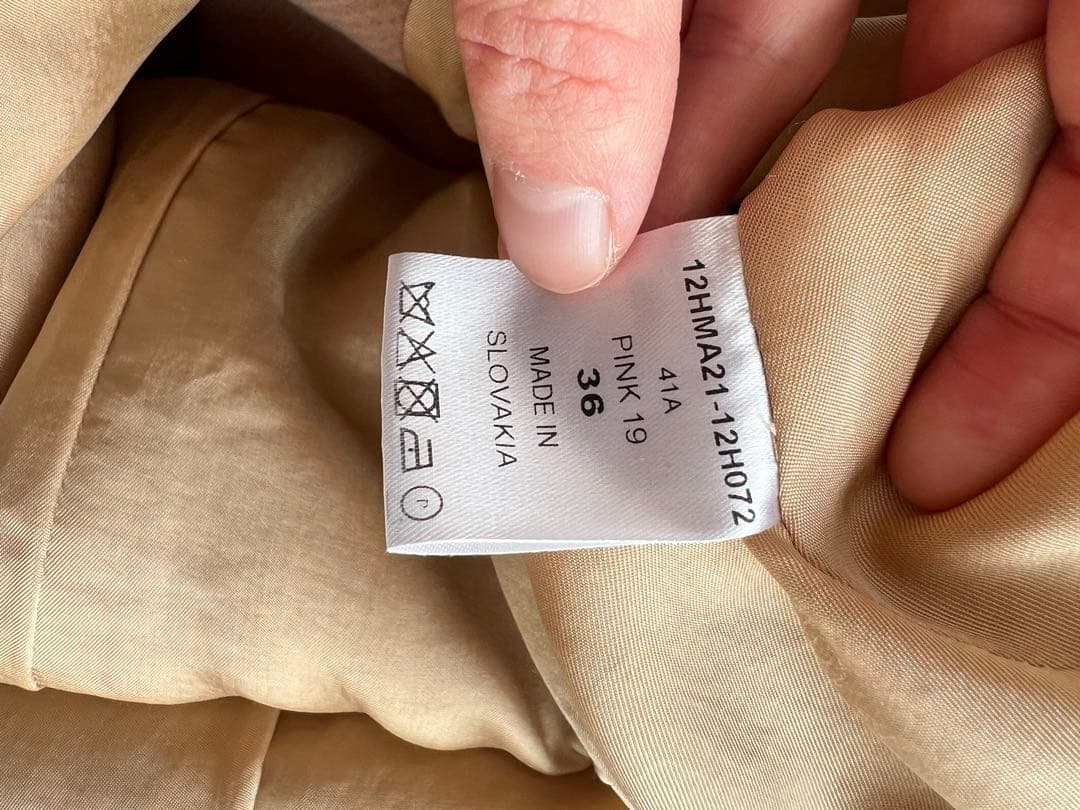 12HMA21-12H072
41A
PINK 19
36
MADE IN
SLOVAKIA
P